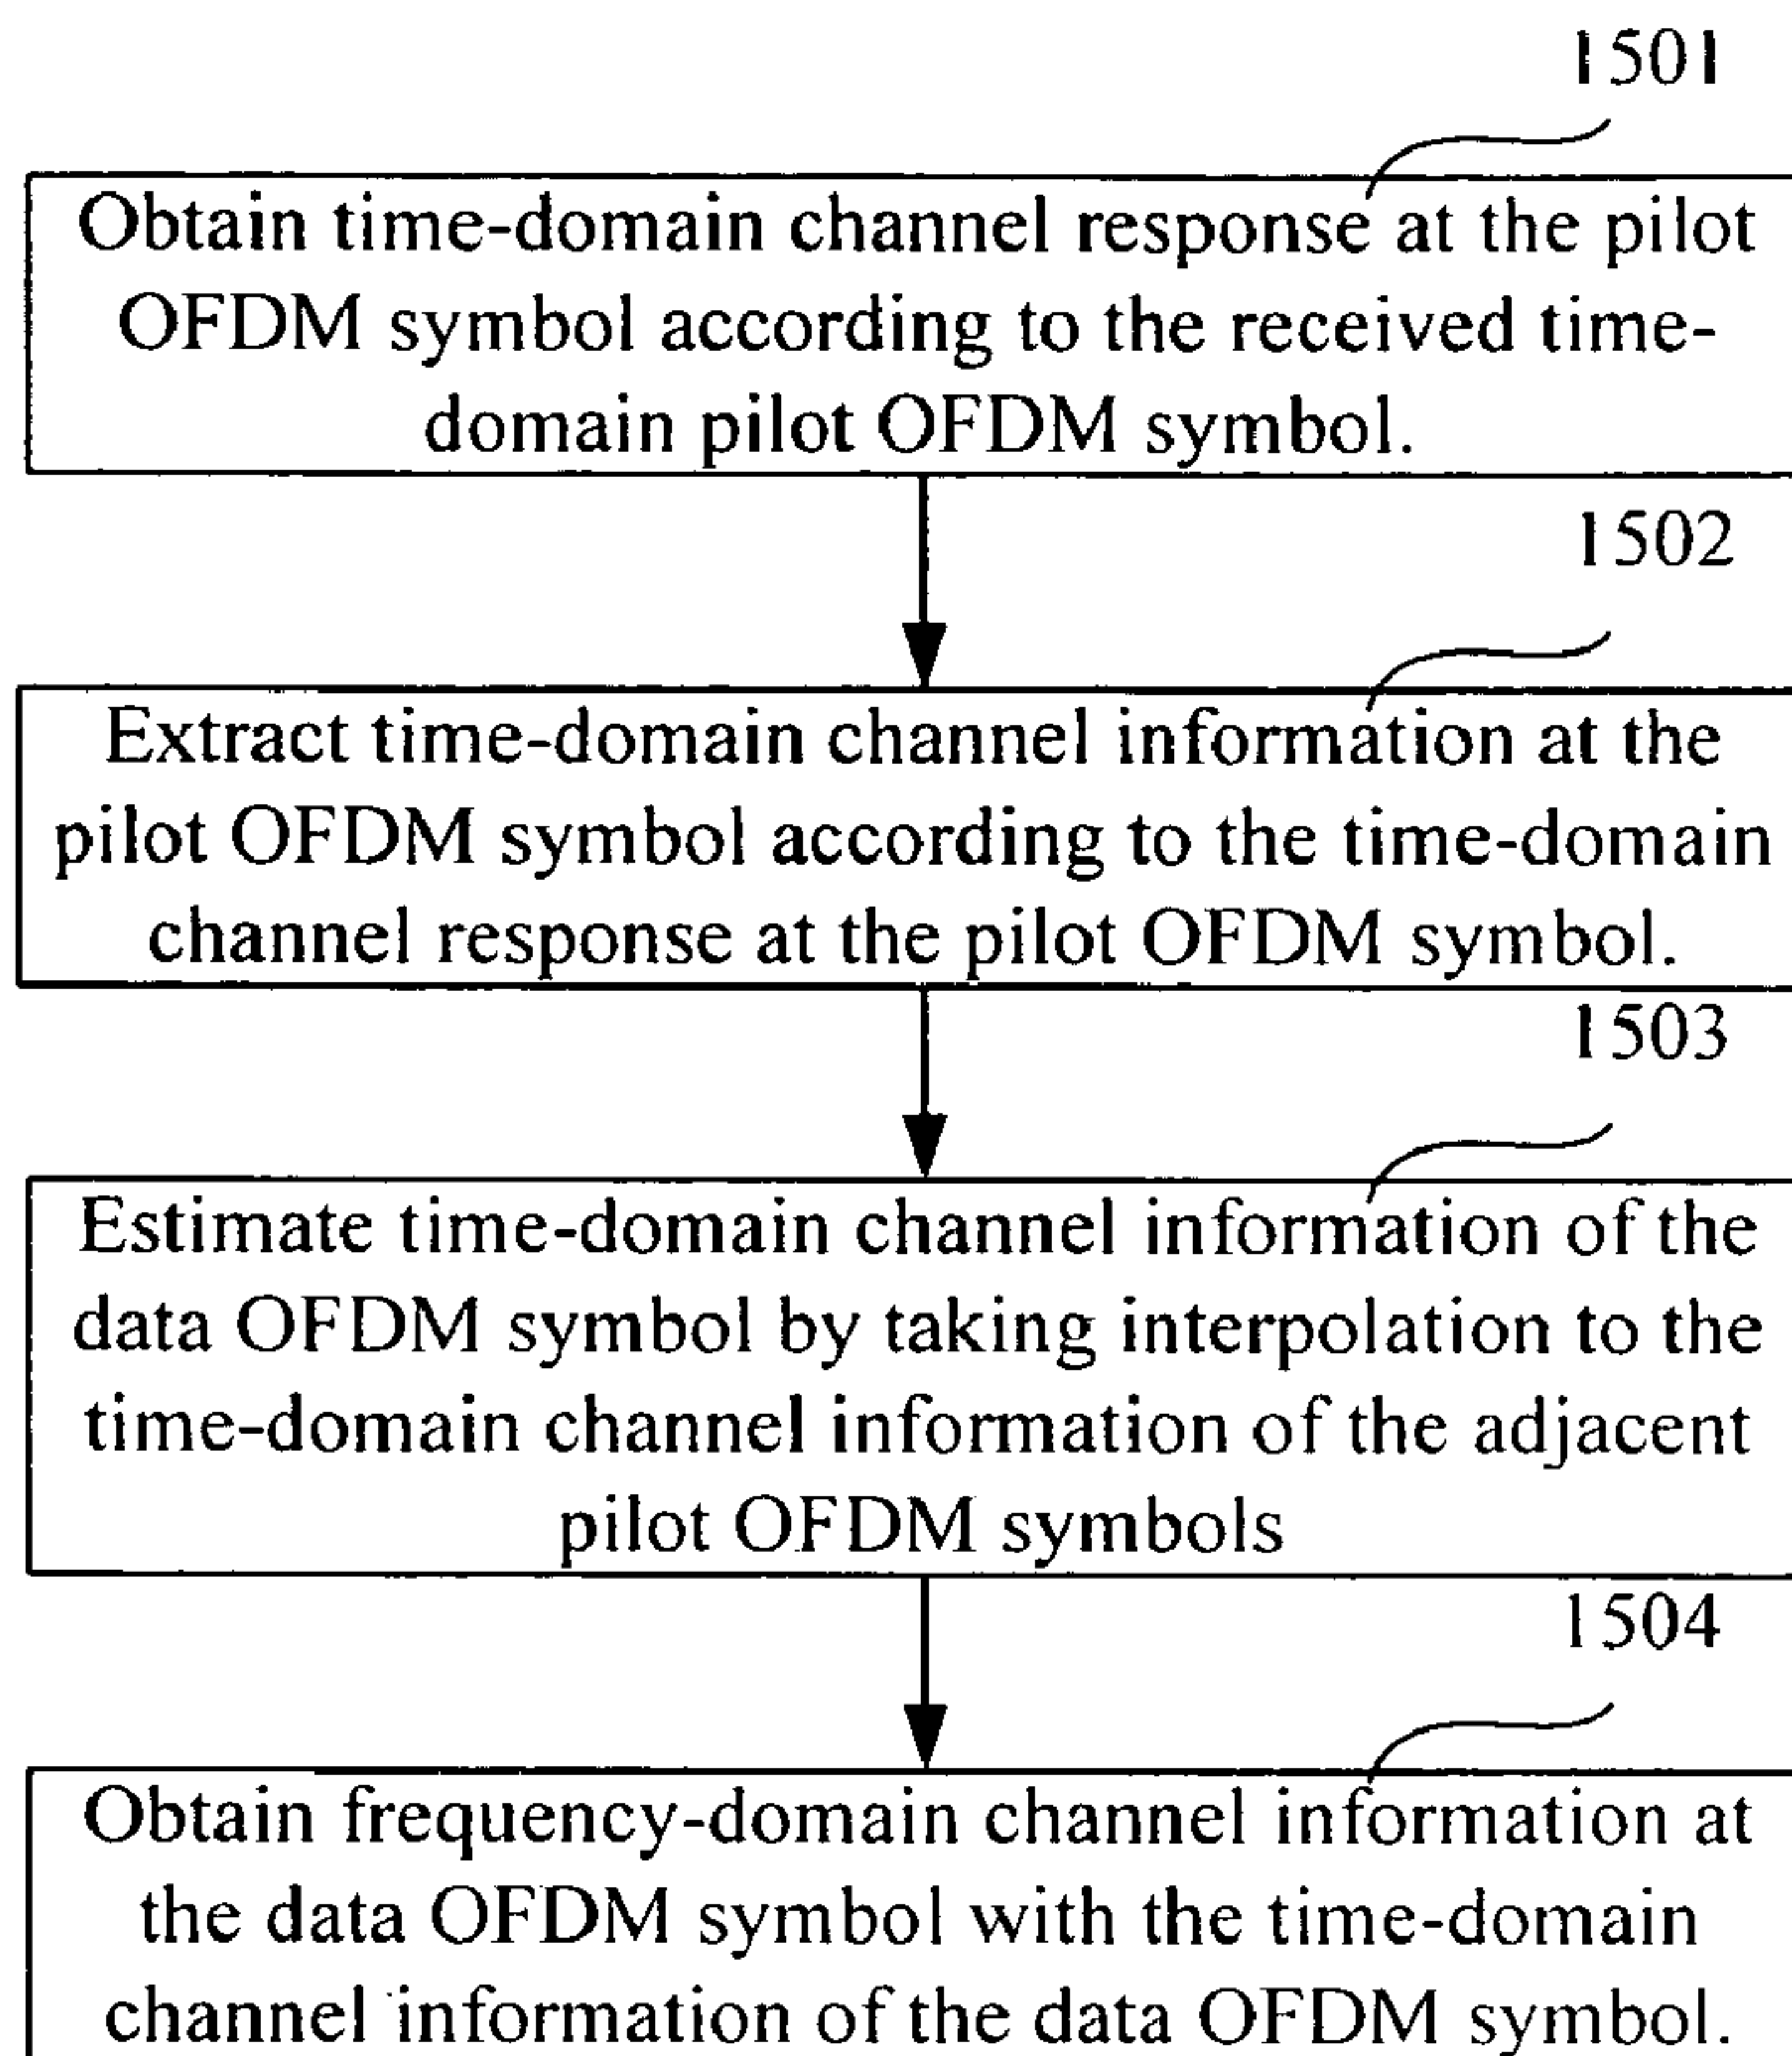 1501
Obtain time-domain channel response at the pilot
OFDM symbol according to the received time-
domain pilot OFDM symbol.
1502
Extract time-domain channel information at the
pilot OFDM symbol according to the time-domain
channel response at the pilot OFDM symbol.
1503
Estimate time-domain channel information of the
data OFDM symbol by taking interpolation to the
time-domain channel information of the adjacent
pilot OFDM symbols
1504
Obtain frequency-domain channel information at
the data OFDM symbol with the time-domain
channel information of the data OFDM symbol.